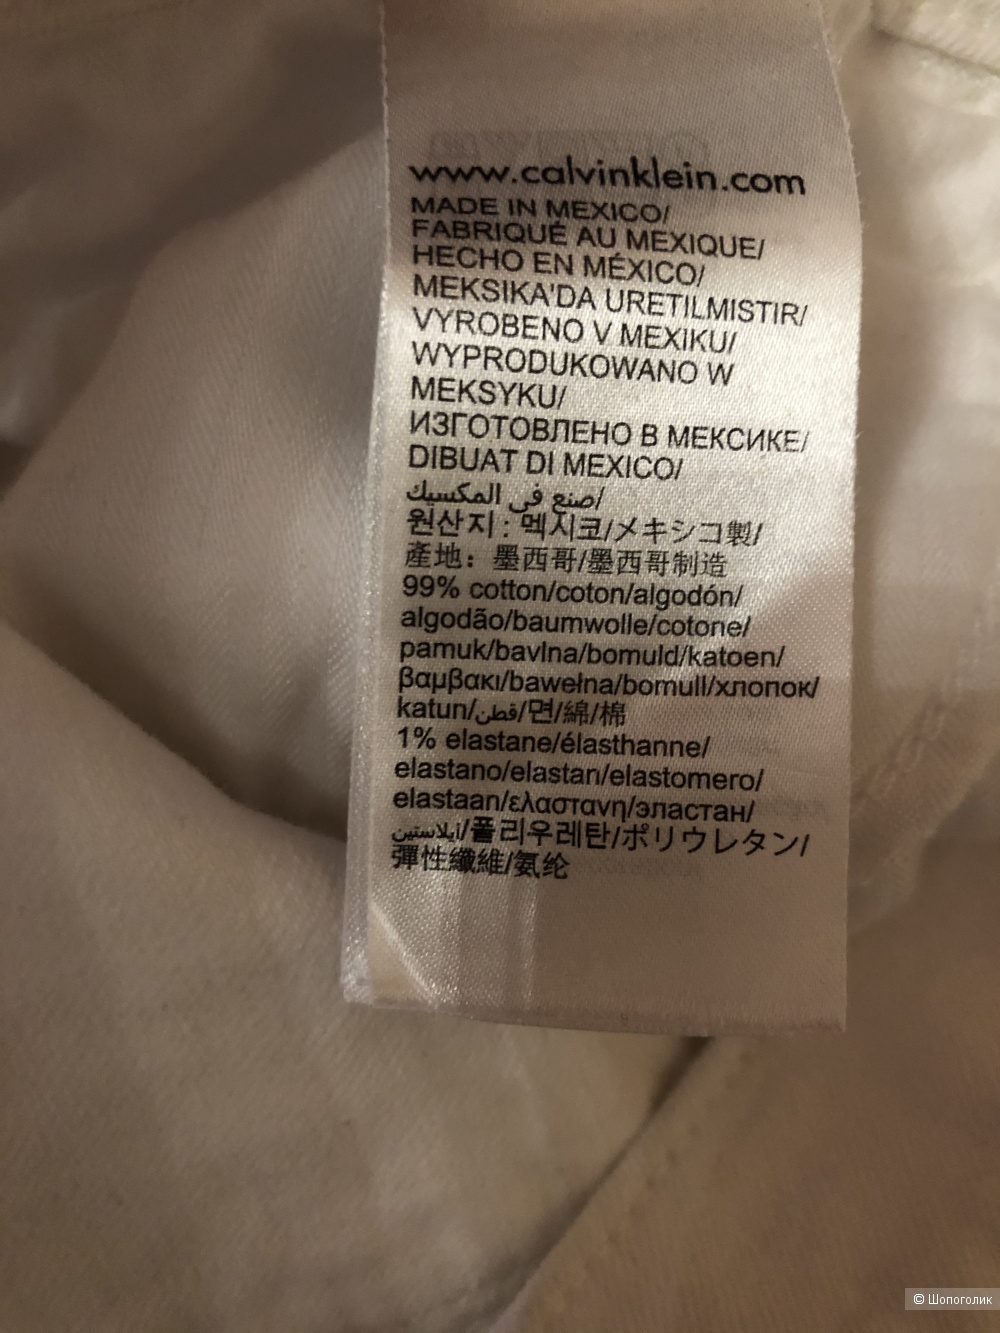 www.calvinklein.com
MADE IN MEXICO/
FABRIQUÉ AU MEXIQUE/
HECHO EN MÉXICO/
MEKSIKA'DA URETILMISTIR/
VYROBENO V MEXIKU/
WYPRODUKOWANO W
MEKSYKU/
ИЗГОТОВЛЕНО В МЕКСИКЕ/
DIBUAT DI MEXICO/
صنع في المكسيك/
원산지 : 멕시코/メキシコ製/
產地：墨西哥/墨西哥制造
99% cotton/coton/algodón/
algodão/baumwolle/cotone/
pamuk/bavlna/bomuld/katoen/
βαμβακι/bawełna/bomull/хлопок/
katun/قطن/면/綿/棉
1% elastane/élasthanne/
elastano/elastan/elastomero/
elastaan/ελαστανη/эластан/
إيلاستين/폴리우레탄/ポリウレタン/
彈性纖維/氨纶
© Шопоголик